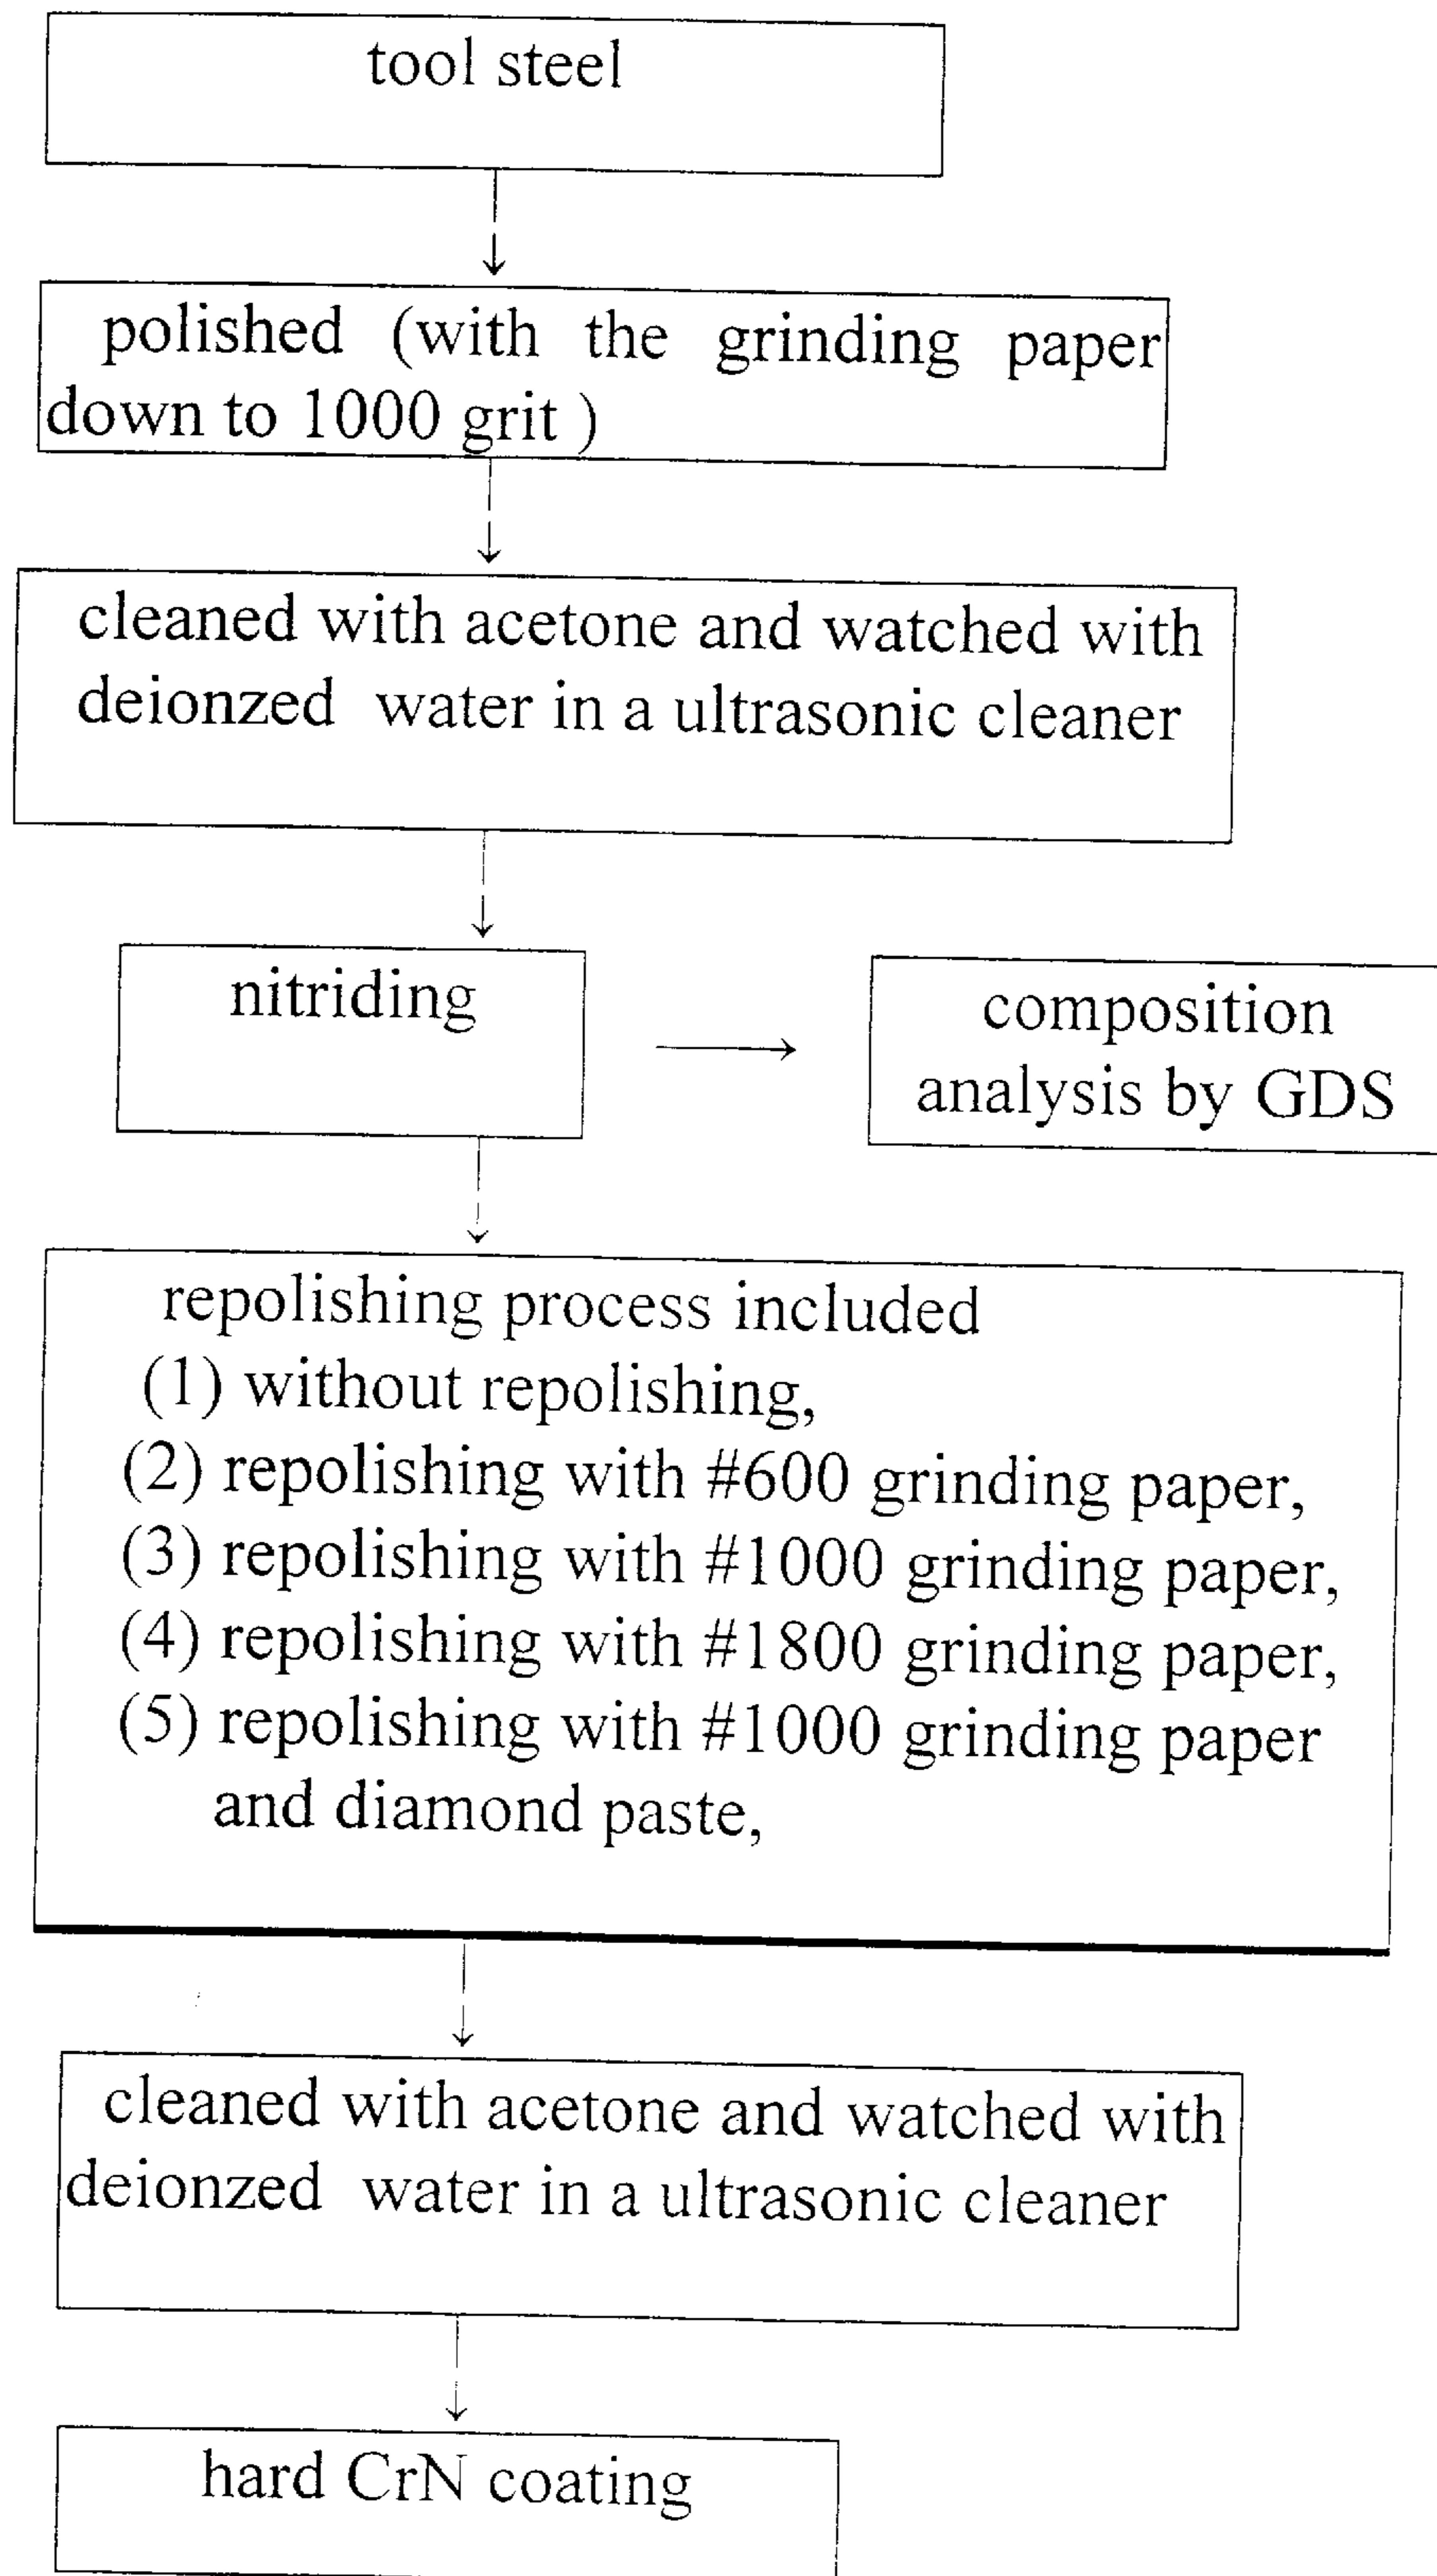 tool steel
polished (with the grinding paper
down to 1000 grit )
cleaned with acetone and watched with
deionzed water in a ultrasonic cleaner
nitriding
composition
analysis by GDS
repolishing process included
(1) without repolishing,
(2) repolishing with #600 grinding paper,
(3) repolishing with #1000 grinding paper,
(4) repolishing with #1800 grinding paper,
(5) repolishing with #1000 grinding paper
and diamond paste,
cleaned with acetone and watched with
deionzed water in a ultrasonic cleaner
hard CrN coating